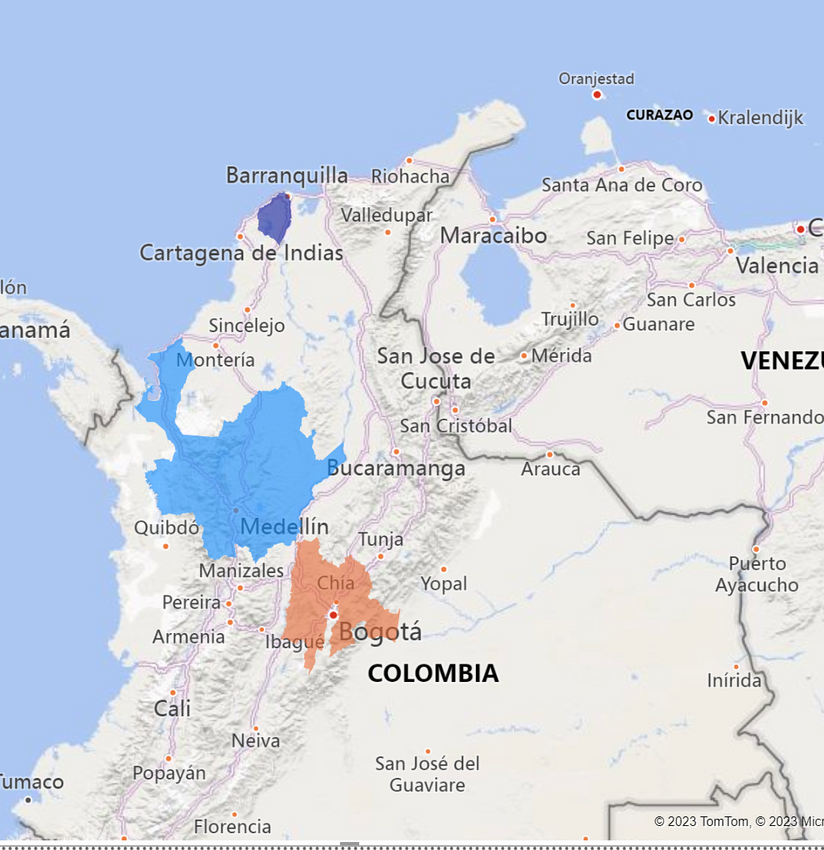 Oranjestad
CURAZAO
Kralendijk
Barranquilla
Riohacha
Santa Ana de Coro
Valledupar
Maracaibo
San Felipe
C
Cartagena de Indias
Valencia
lón
San Carlos
anamá
Sincelejo
Trujillo
Guanare
Montería
San Jose de
Cucuta
Mérida
VENEZU
San Cristóbal
San Fernando
Bucaramanga
Arauca
Quibdó
Medellín
Tunja
Manizales
Chía
Yopal
Puerto
Ayacucho
Pereira
Armenia
Ibagué
Bogotá
COLOMBIA
Inírida
Cali
Neiva
Popayán
San José del
Guaviare
Tumaco
Florencia
© 2023 TomTom, © 2023 Micr